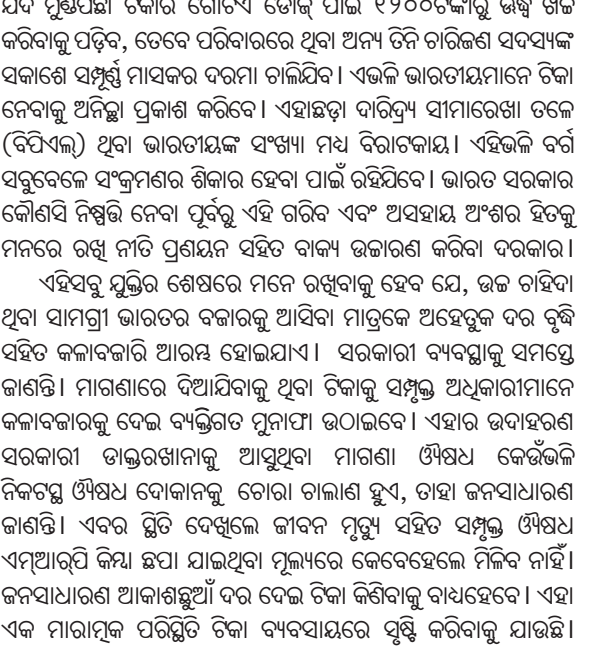 ଯଦି ମୁଣ୍ଡପିଛା ଟିକାର ଗୋଟିଏ ଡୋଜ୍ ପାଇଁ ୧୨୦୦ଟଙ୍କାରୁ ଊର୍ଦ୍ଧ୍ୱ ଖର୍ଚ୍ଚ
କରିବାକୁ ପଡ଼ିବ, ତେବେ ପରିବାରରେ ଥିବା ଅନ୍ୟ ତିନି ଚାରିଜଣ ସଦସ୍ୟଙ୍କ
ସକାଶେ ସମ୍ପୂର୍ଣ୍ଣ ମାସକର ଦରମା ଚାଲିଯିବ। ଏଭଳି ଭାରତୀୟମାନେ ଟିକା
ନେବାକୁ ଅନିଚ୍ଛା ପ୍ରକାଶ କରିବେ। ଏହାଛଡ଼ା ଦାରିଦ୍ର୍ୟ ସୀମାରେଖା ତଳେ
(ବିପିଏଲ୍) ଥିବା ଭାରତୀୟଙ୍କ ସଂଖ୍ୟା ମଧ୍ୟ ବିରାଟକାୟ। ଏହିଭଳି ବର୍ଗ
ସବୁବେଳେ ସଂକ୍ରମଣର ଶିକାର ହେବା ପାଇଁ ରହିଯିବେ। ଭାରତ ସରକାର
କୌଣସି ନିଷ୍ପତ୍ତି ନେବା ପୂର୍ବରୁ ଏହି ଗରିବ ଏବଂ ଅସହାୟ ଅଂଶର ହିତକୁ
ମନରେ ରଖି ନୀତି ପ୍ରଣୟନ ସହିତ ବାକ୍ୟ ଉଚ୍ଚାରଣ କରିବା ଦରକାର।
ଏହିସବୁ ଯୁକ୍ତିର ଶେଷରେ ମନେ ରଖିବାକୁ ହେବ ଯେ, ଉଚ୍ଚ ଚାହିଦା
ଥିବା ସାମଗ୍ରୀ ଭାରତର ବଜାରକୁ ଆସିବା ମାତ୍ରକେ ଅହେତୁକ ଦର ବୃଦ୍ଧି
ସହିତ କଳାବଜାରି ଆରମ୍ଭ ହୋଇଯାଏ। ସରକାରୀ ବ୍ୟବସ୍ଥାକୁ ସମସ୍ତେ
ଜାଣନ୍ତି। ମାଗଣାରେ ଦିଆଯିବାକୁ ଥିବା ଟିକାକୁ ସମ୍ପୃକ୍ତ ଅଧିକାରୀମାନେ
କଳାବଜାରକୁ ଦେଇ ବ୍ୟକ୍ତିଗତ ମୁନାଫା ଉଠାଇବେ। ଏହାର ଉଦାହରଣ
ସରକାରୀ ଡାକ୍ତରଖାନାକୁ ଆସୁଥିବା ମାଗଣା ଔଷଧ କେଉଁଭଳି
ନିକଟସ୍ଥ ଔଷଧ ଦୋକାନକୁ ଚୋରା ଚାଲାଣ ହୁଏ, ତାହା ଜନସାଧାରଣ
ଜାଣନ୍ତି। ଏବର ସ୍ଥିତି ଦେଖିଲେ ଜୀବନ ମୃତ୍ୟୁ ସହିତ ସମ୍ପୃକ୍ତ ଔଷଧ
ଏମ୍ଆର୍‌ପି କିମ୍ବା ଛପା ଯାଇଥିବା ମୂଲ୍ୟରେ କେବେହେଲେ ମିଳିବ ନାହିଁ।
ଜନସାଧାରଣ ଆକାଶଛୁଆଁ ଦର ଦେଇ ଟିକା କିଣିବାକୁ ବାଧ୍ୟହେବେ। ଏହା
ଏକ ମାରାତ୍ମକ ପରିସ୍ଥିତି ଟିକା ବ୍ୟବସାୟରେ ସୃଷ୍ଟି କରିବାକୁ ଯାଉଛି।